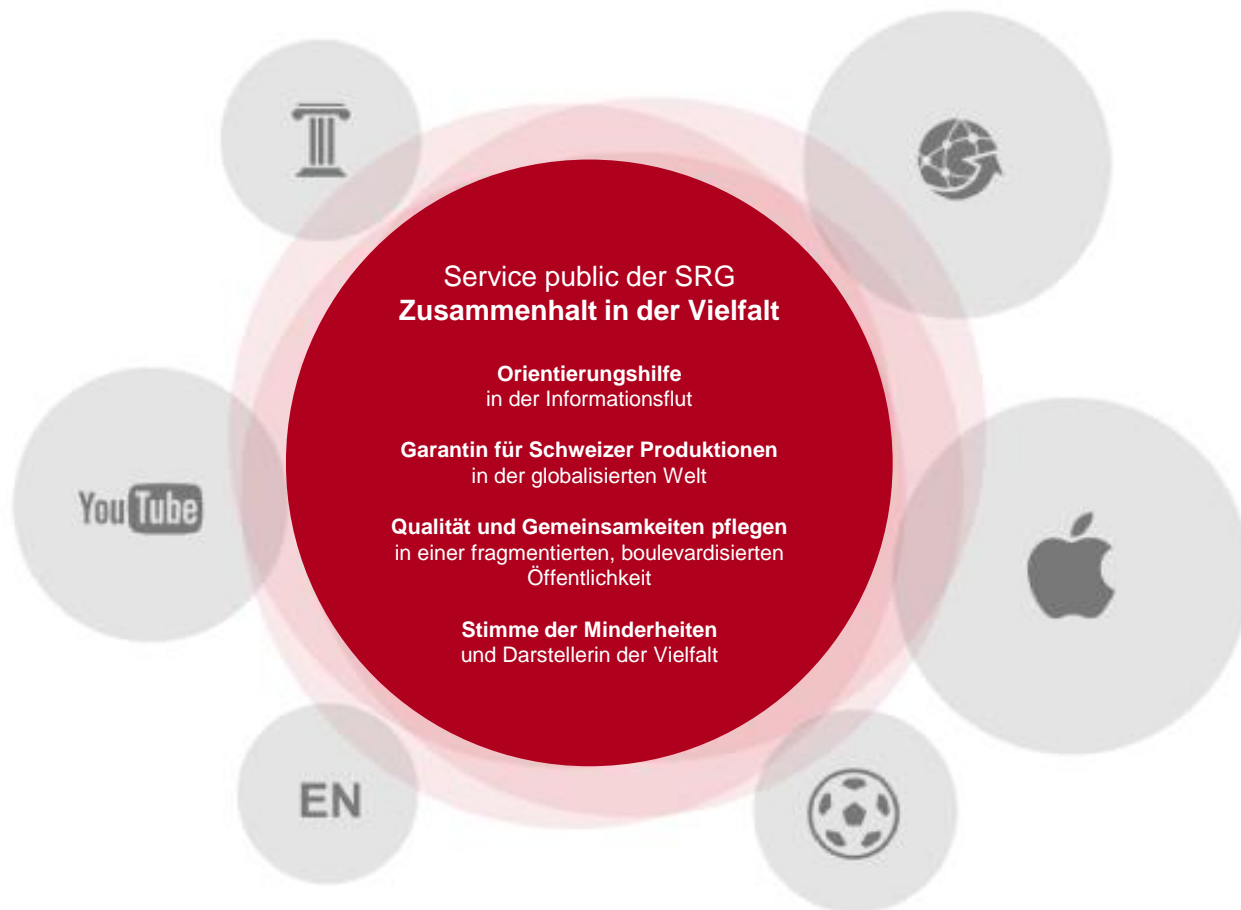 Service public der SRG
Zusammenhalt in der Vielfalt
Orientierungshilfe
in der Informationsflut
Garantin für Schweizer Produktionen
in der globalisierten Welt
Qualität und Gemeinsamkeiten pflegen
in einer fragmentierten, boulevardisierten
Öffentlichkeit
Stimme der Minderheiten
und Darstellerin der Vielfalt
YouTube
EN